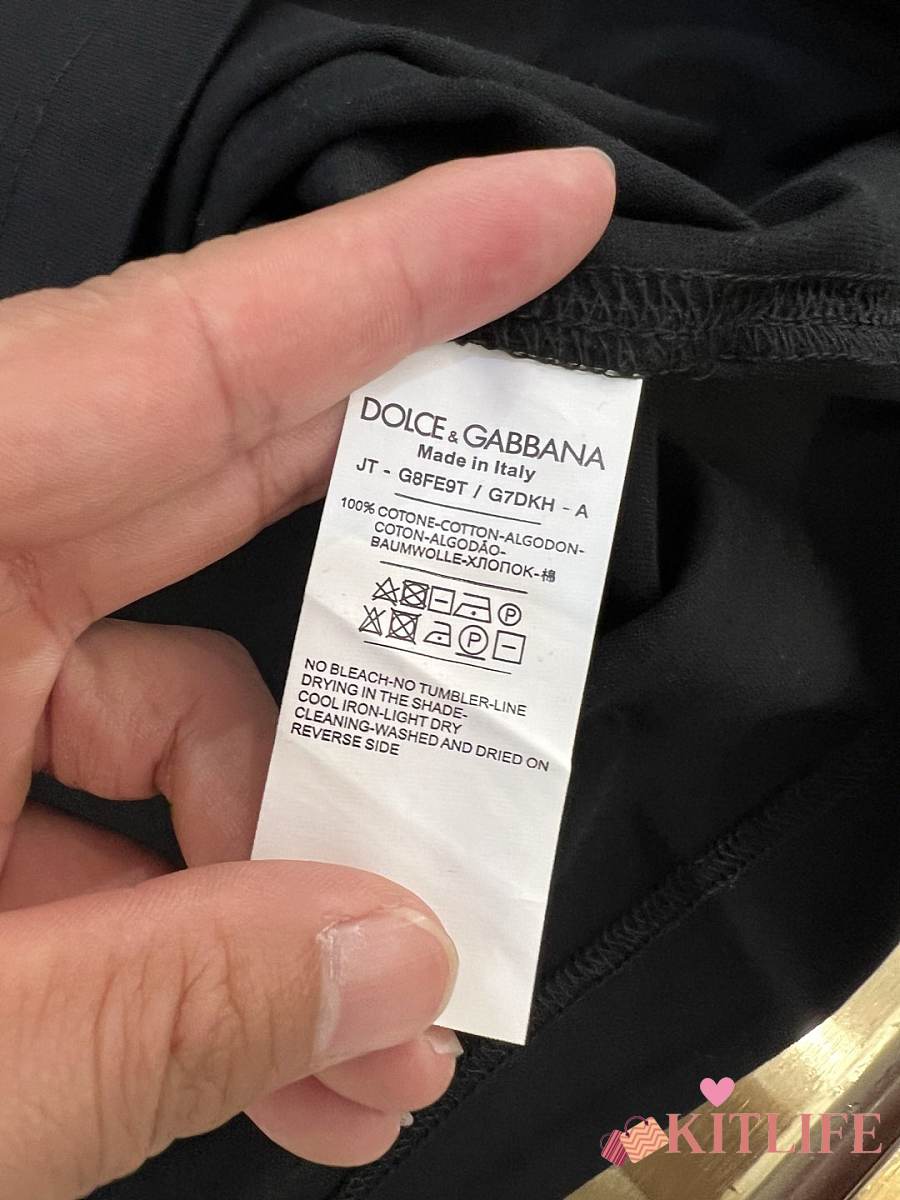 DOLCE & GABBANA
Made in Italy
JT - G8FE9T / G7DKH - A
100% COTONE-COTTON-ALGODON-
COTON-ALGODÃO-
BAUMWOLLE-ХЛОПОК-棉
P
P
NO BLEACH-NO TUMBLER-LINE
DRYING IN THE SHADE-
COOL IRON-LIGHT DRY
CLEANING-WASHED AND DRIED ON
REVERSE SIDE
KITLIFE